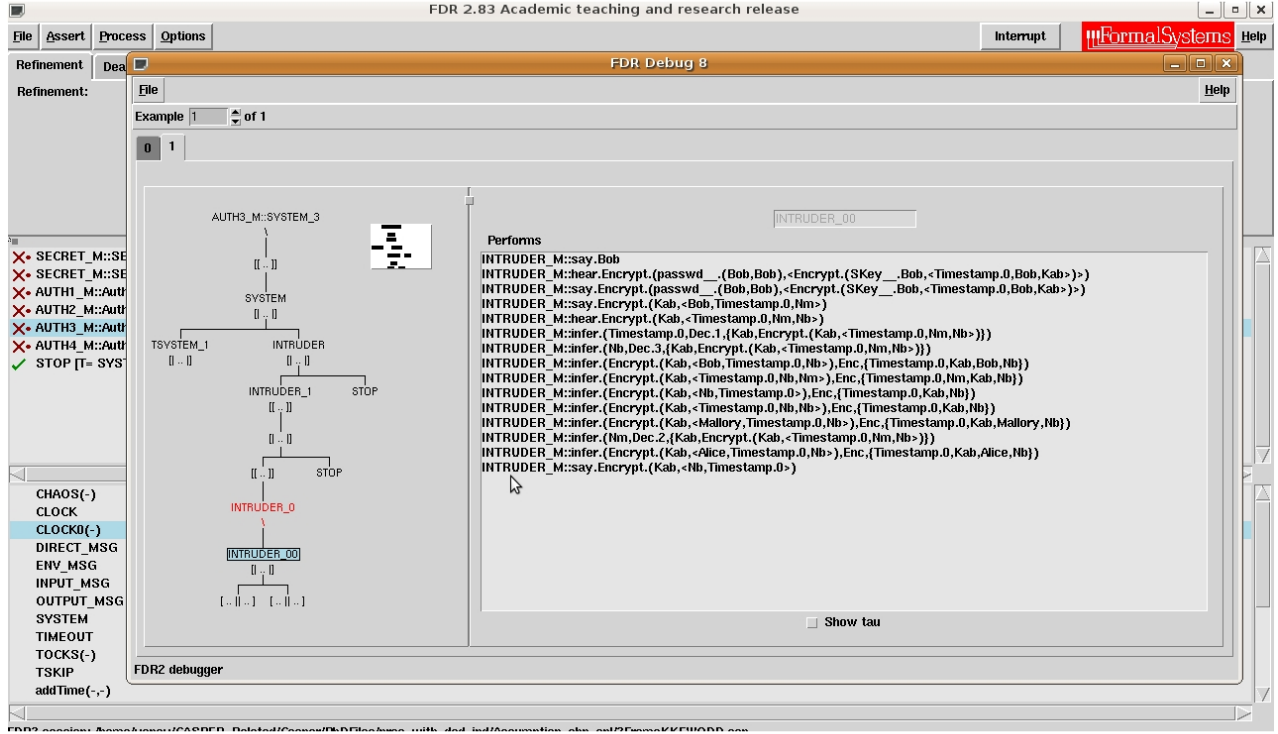 FDR 2.83 Academic teaching and research release
File Assert Process Options Interrupt FormalSystems Help
Refinement Dea
Refinement:
FDR Debug 8
File Help
Example 1 of 1
0 1
AUTH3_M::SYSTEM_3
\
[[ .. ]]
SYSTEM
[] .. []
TSYSTEM_1 INTRUDER
[] .. [] [] .. []
INTRUDER_1 STOP
[[ .. ]]
[] .. []
[[ .. ]] STOP
INTRUDER_0
\
INTRUDER_00
[] .. []
[ .. || .. ] [ .. || .. ]
INTRUDER_00
Performs
INTRUDER_M::say.Bob
INTRUDER_M::hear.Encrypt.(passwd__.(Bob,Bob),<Encrypt.(SKey__.Bob,<Timestamp.0,Bob,Kab>)>)
INTRUDER_M::say.Encrypt.(passwd__.(Bob,Bob),<Encrypt.(SKey__.Bob,<Timestamp.0,Bob,Kab>)>)
INTRUDER_M::say.Encrypt.(Kab,<Bob,Timestamp.0,Nm>)
INTRUDER_M::hear.Encrypt.(Kab,<Timestamp.0,Nm,Nb>)
INTRUDER_M::infer.(Timestamp.0,Dec.1,{Kab,Encrypt.(Kab,<Timestamp.0,Nm,Nb>)})
INTRUDER_M::infer.(Nb,Dec.3,{Kab,Encrypt.(Kab,<Timestamp.0,Nm,Nb>)})
INTRUDER_M::infer.(Encrypt.(Kab,<Bob,Timestamp.0,Nb>),Enc,{Timestamp.0,Kab,Bob,Nb})
INTRUDER_M::infer.(Encrypt.(Kab,<Timestamp.0,Nb,Nm>),Enc,{Timestamp.0,Nm,Kab,Nb})
INTRUDER_M::infer.(Encrypt.(Kab,<Nb,Timestamp.0>),Enc,{Timestamp.0,Kab,Nb})
INTRUDER_M::infer.(Encrypt.(Kab,<Timestamp.0,Nb,Nb>),Enc,{Timestamp.0,Kab,Nb})
INTRUDER_M::infer.(Encrypt.(Kab,<Mallory,Timestamp.0,Nb>),Enc,{Timestamp.0,Kab,Mallory,Nb})
INTRUDER_M::infer.(Nm,Dec.2,{Kab,Encrypt.(Kab,<Timestamp.0,Nm,Nb>)})
INTRUDER_M::infer.(Encrypt.(Kab,<Alice,Timestamp.0,Nb>),Enc,{Timestamp.0,Kab,Alice,Nb})
INTRUDER_M::say.Encrypt.(Kab,<Nb,Timestamp.0>)
Show tau
FDR2 debugger
SECRET_M::SE
SECRET_M::SE
AUTH1_M::Auth
AUTH2_M::Auth
AUTH3_M::Auth
AUTH4_M::Auth
STOP [T= SYST
CHAOS(-)
CLOCK
CLOCK0(-)
DIRECT_MSG
ENV_MSG
INPUT_MSG
OUTPUT_MSG
SYSTEM
TIMEOUT
TOCKS(-)
TSKIP
addTime(-,-)